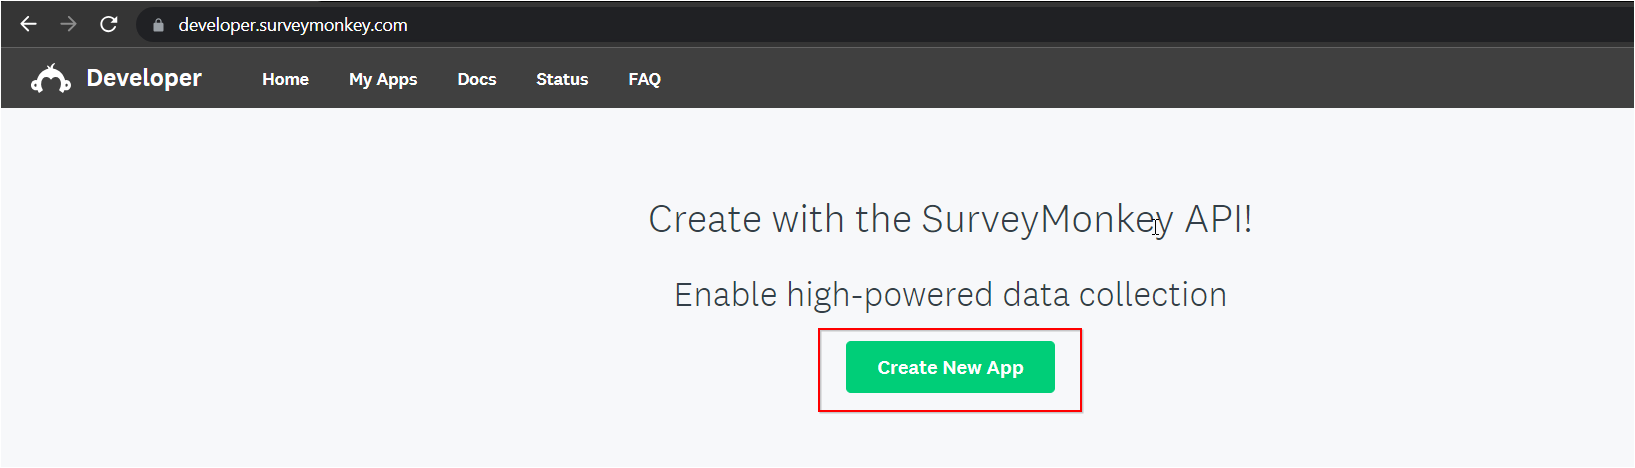 developer.surveymonkey.com
Developer Home My Apps Docs Status FAQ
Create with the SurveyMonkey API!
Enable high-powered data collection
Create New App